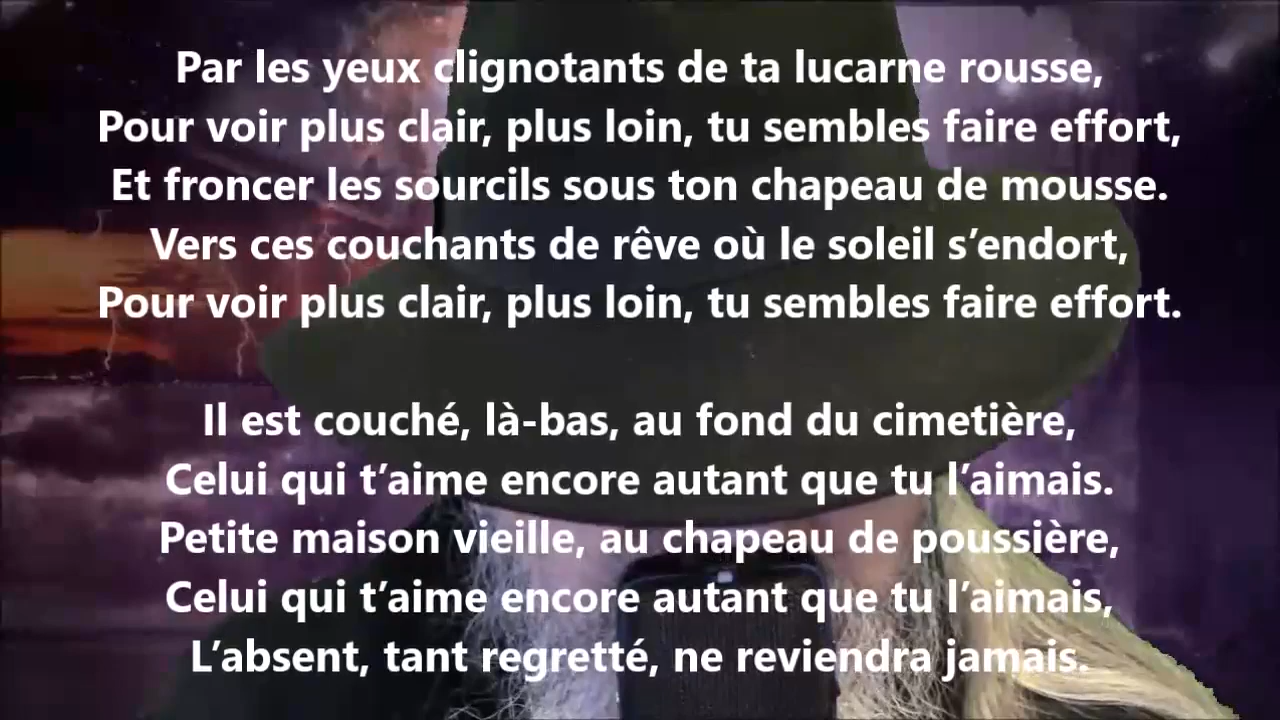 Par les yeux clignotants de ta lucarne rousse,
Pour voir plus clair, plus loin, tu sembles faire effort,
Et froncer les sourcils sous ton chapeau de mousse.
Vers ces couchants de rêve où le soleil s’endort,
Pour voir plus clair, plus loin, tu sembles faire effort.
Il est couché, là-bas, au fond du cimetière,
Celui qui t’aime encore autant que tu l’aimais.
Petite maison vieille, au chapeau de poussière,
Celui qui t’aime encore autant que tu l’aimais,
L’absent, tant regretté, ne reviendra jamais.